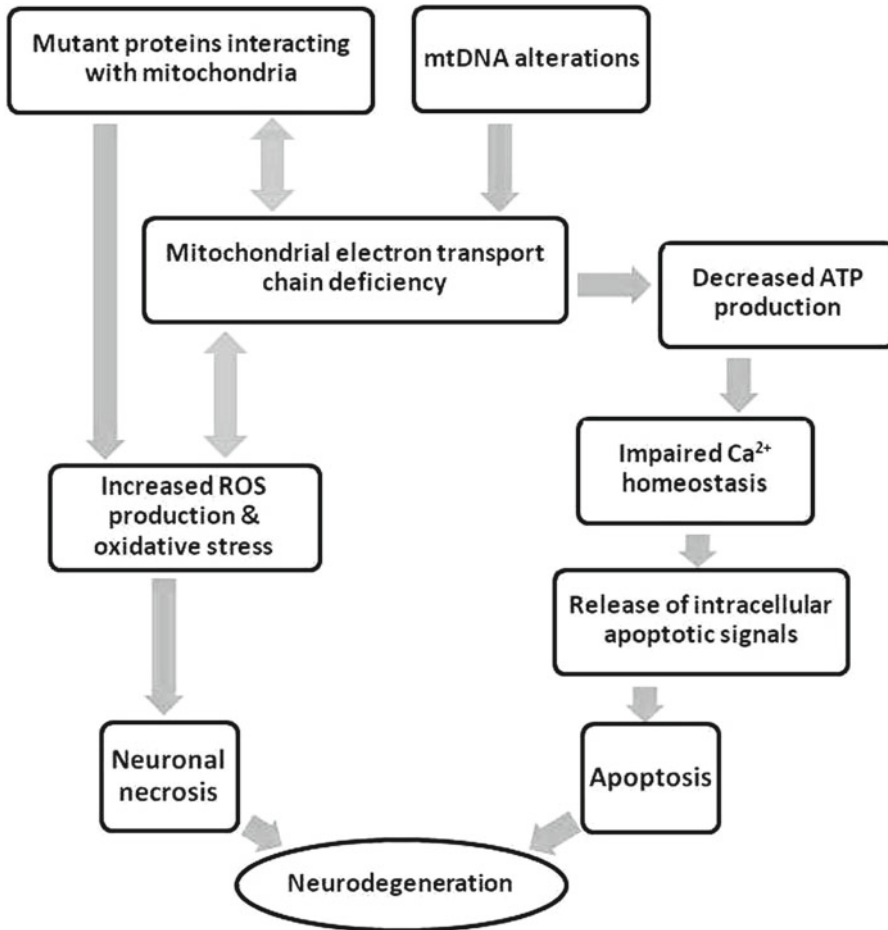 Mutant proteins interacting
with mitochondria
mtDNA alterations
Mitochondrial electron transport
chain deficiency
Decreased ATP
production
Impaired Ca²⁺
homeostasis
Increased ROS
production &
oxidative stress
Release of intracellular
apoptotic signals
Neuronal
necrosis
Apoptosis
Neurodegeneration